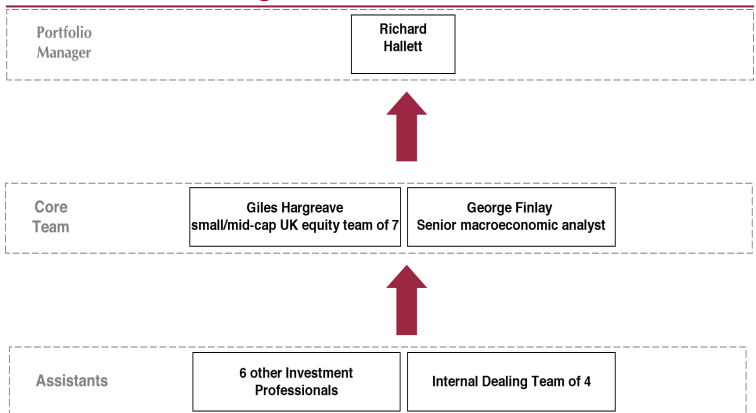 Portfolio
Manager
Richard
Hallett
Core
Team
Giles Hargreave
small/mid-cap UK equity team of 7
George Finlay
Senior macroeconomic analyst
Assistants
6 other Investment
Professionals
Internal Dealing Team of 4